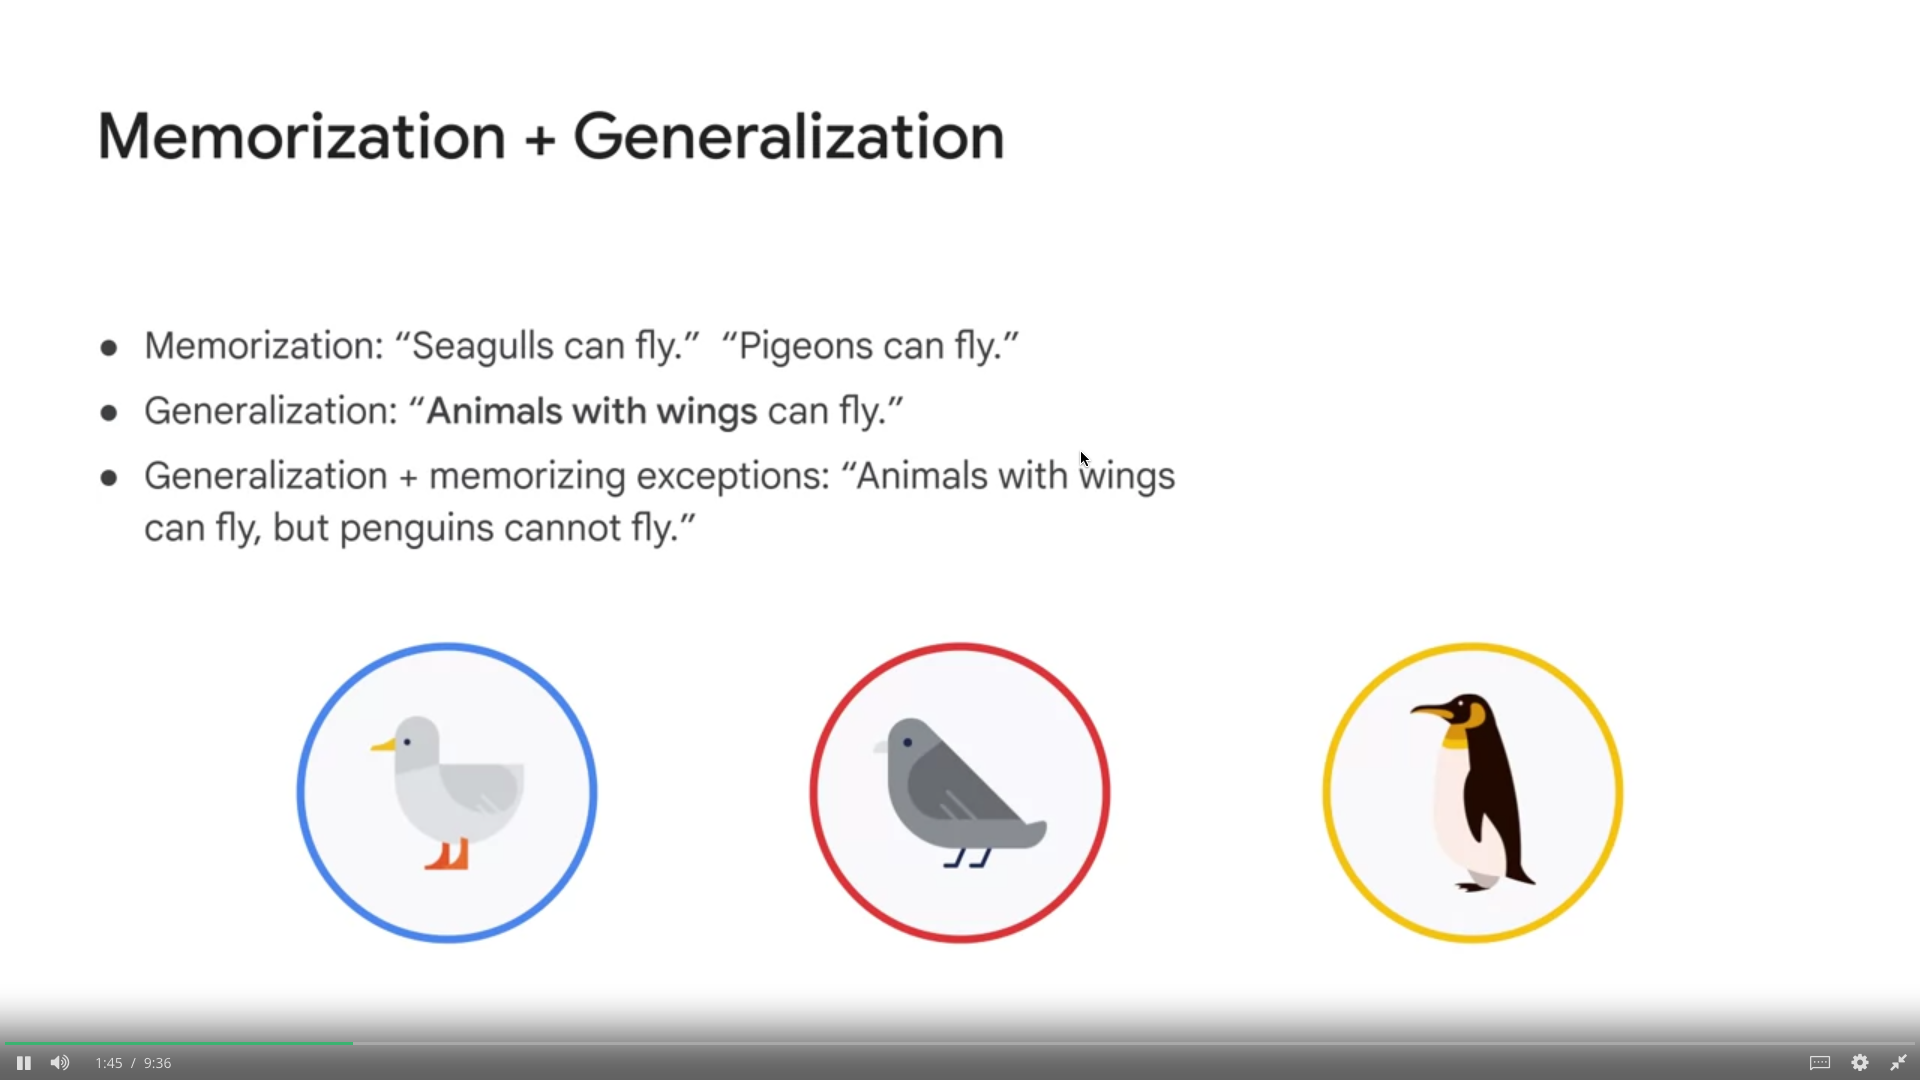 Memorization + Generalization
● Memorization: “Seagulls can fly.” “Pigeons can fly.”
● Generalization: “Animals with wings can fly.”
● Generalization + memorizing exceptions: “Animals with wings
can fly, but penguins cannot fly.”
1:45 / 9:36